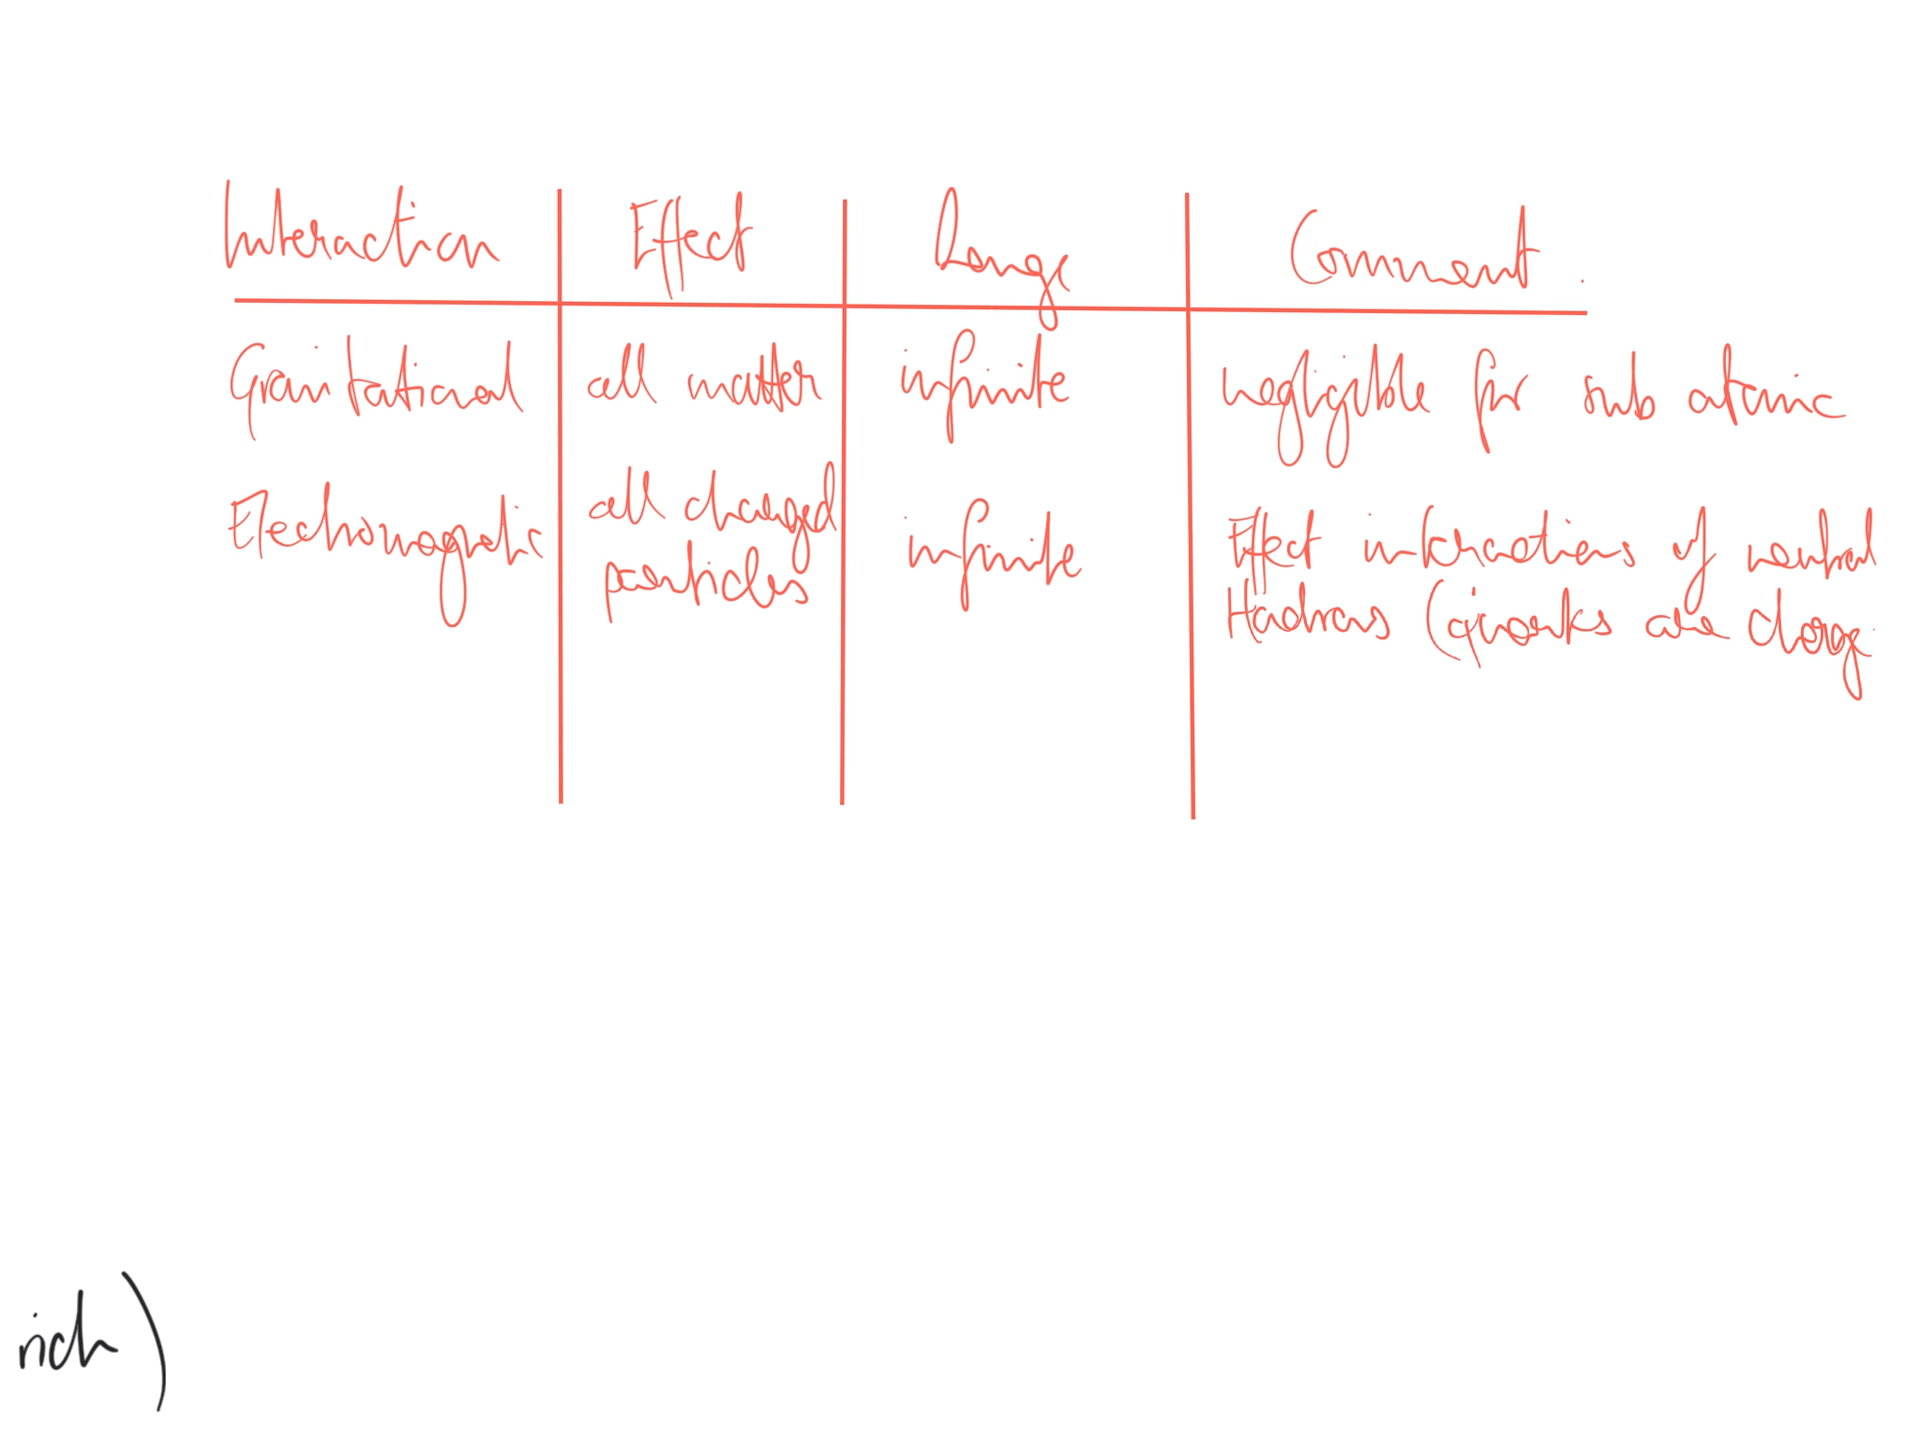 Interaction Effect Range Comment.
Gravitational all matter infinite negligible for sub atomic
Electromagnetic all charged particles infinite Effect interactions of neutral
Hadrons (quarks are charge
rich)